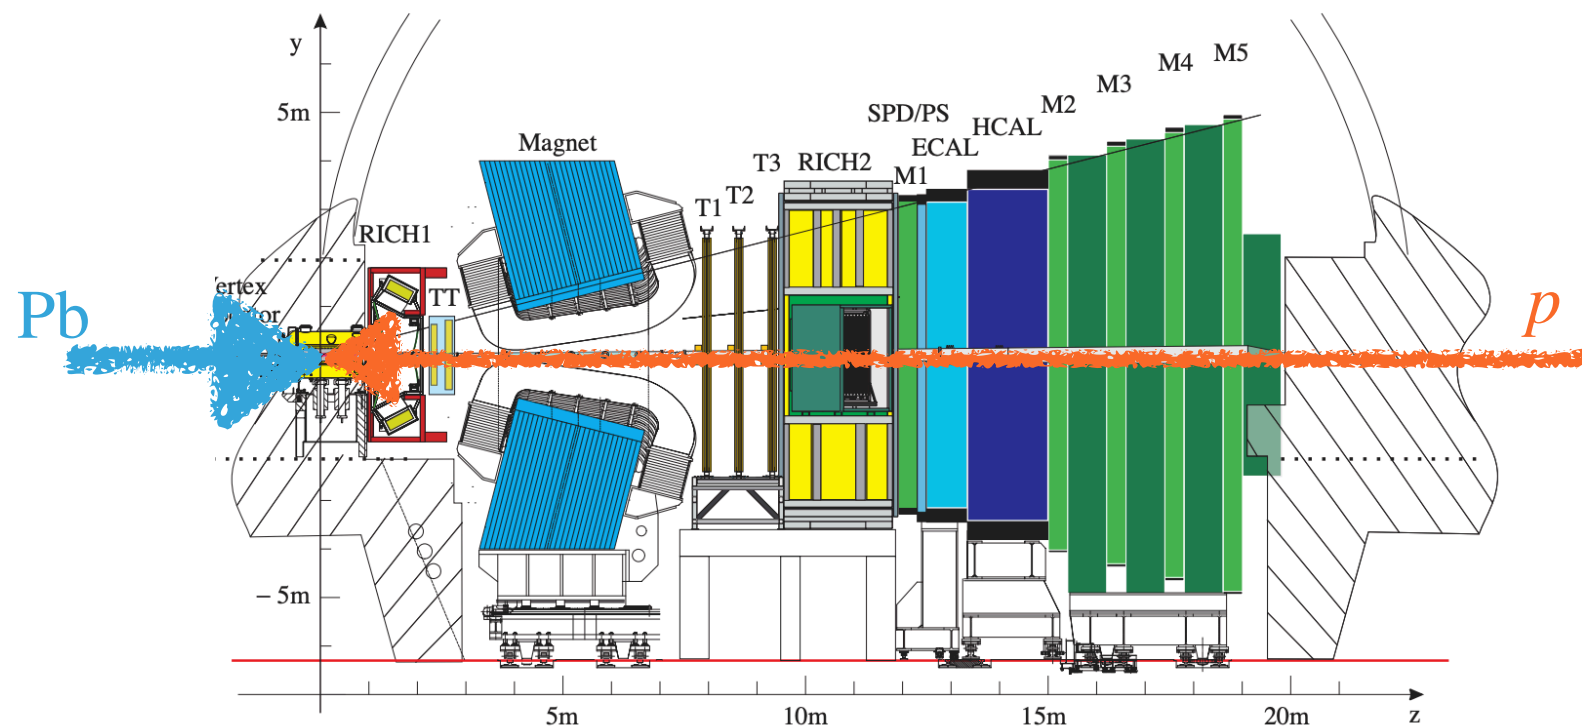 y
5m
Magnet
RICH1
TT
T1
T2
T3
RICH2
M1
SPD/PS
ECAL
HCAL
M2
M3
M4
M5
Pb
p
− 5m
5m
10m
15m
20m
z